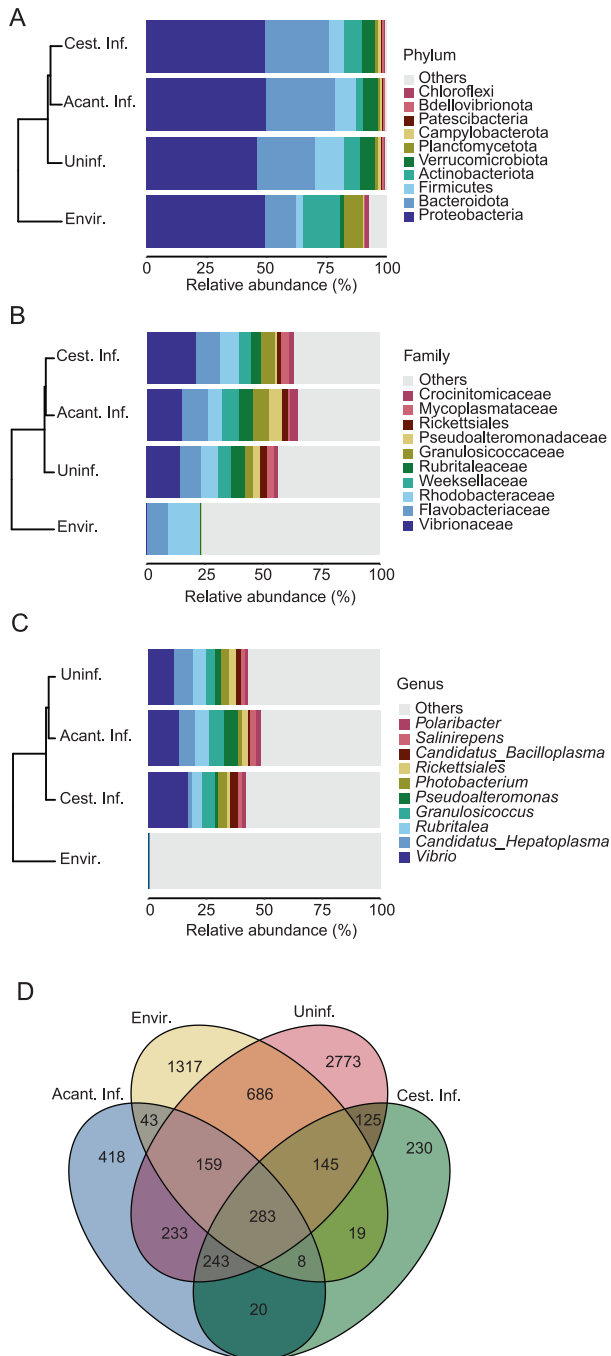 A
Cest. Inf.
Acant. Inf.
Uninf.
Envir.
0 25 50 75 100
Relative abundance (%)
Phylum
Others
Chloroflexi
Bdellovibrionota
Patescibacteria
Campylobacterota
Planctomycetota
Verrucomicrobiota
Actinobacteriota
Firmicutes
Bacteroidota
Proteobacteria
B
Cest. Inf.
Acant. Inf.
Uninf.
Envir.
0 25 50 75 100
Relative abundance (%)
Family
Others
Crocinitomicaceae
Mycoplasmataceae
Rickettsiales
Pseudoalteromonadaceae
Granulosicoccaceae
Rubritaleaceae
Weeksellaceae
Rhodobacteraceae
Flavobacteriaceae
Vibrionaceae
C
Uninf.
Acant. Inf.
Cest. Inf.
Envir.
0 25 50 75 100
Relative abundance (%)
Genus
Others
Polaribacter
Salinirepens
Candidatus_Bacilloplasma
Rickettsiales
Photobacterium
Pseudoalteromonas
Granulosicoccus
Rubritalea
Candidatus_Hepatoplasma
Vibrio
D
Envir. Uninf.
Acant. Inf. Cest. Inf.
1317 2773
686
43 125
418 159 145 230
283
233 19
243 8
20